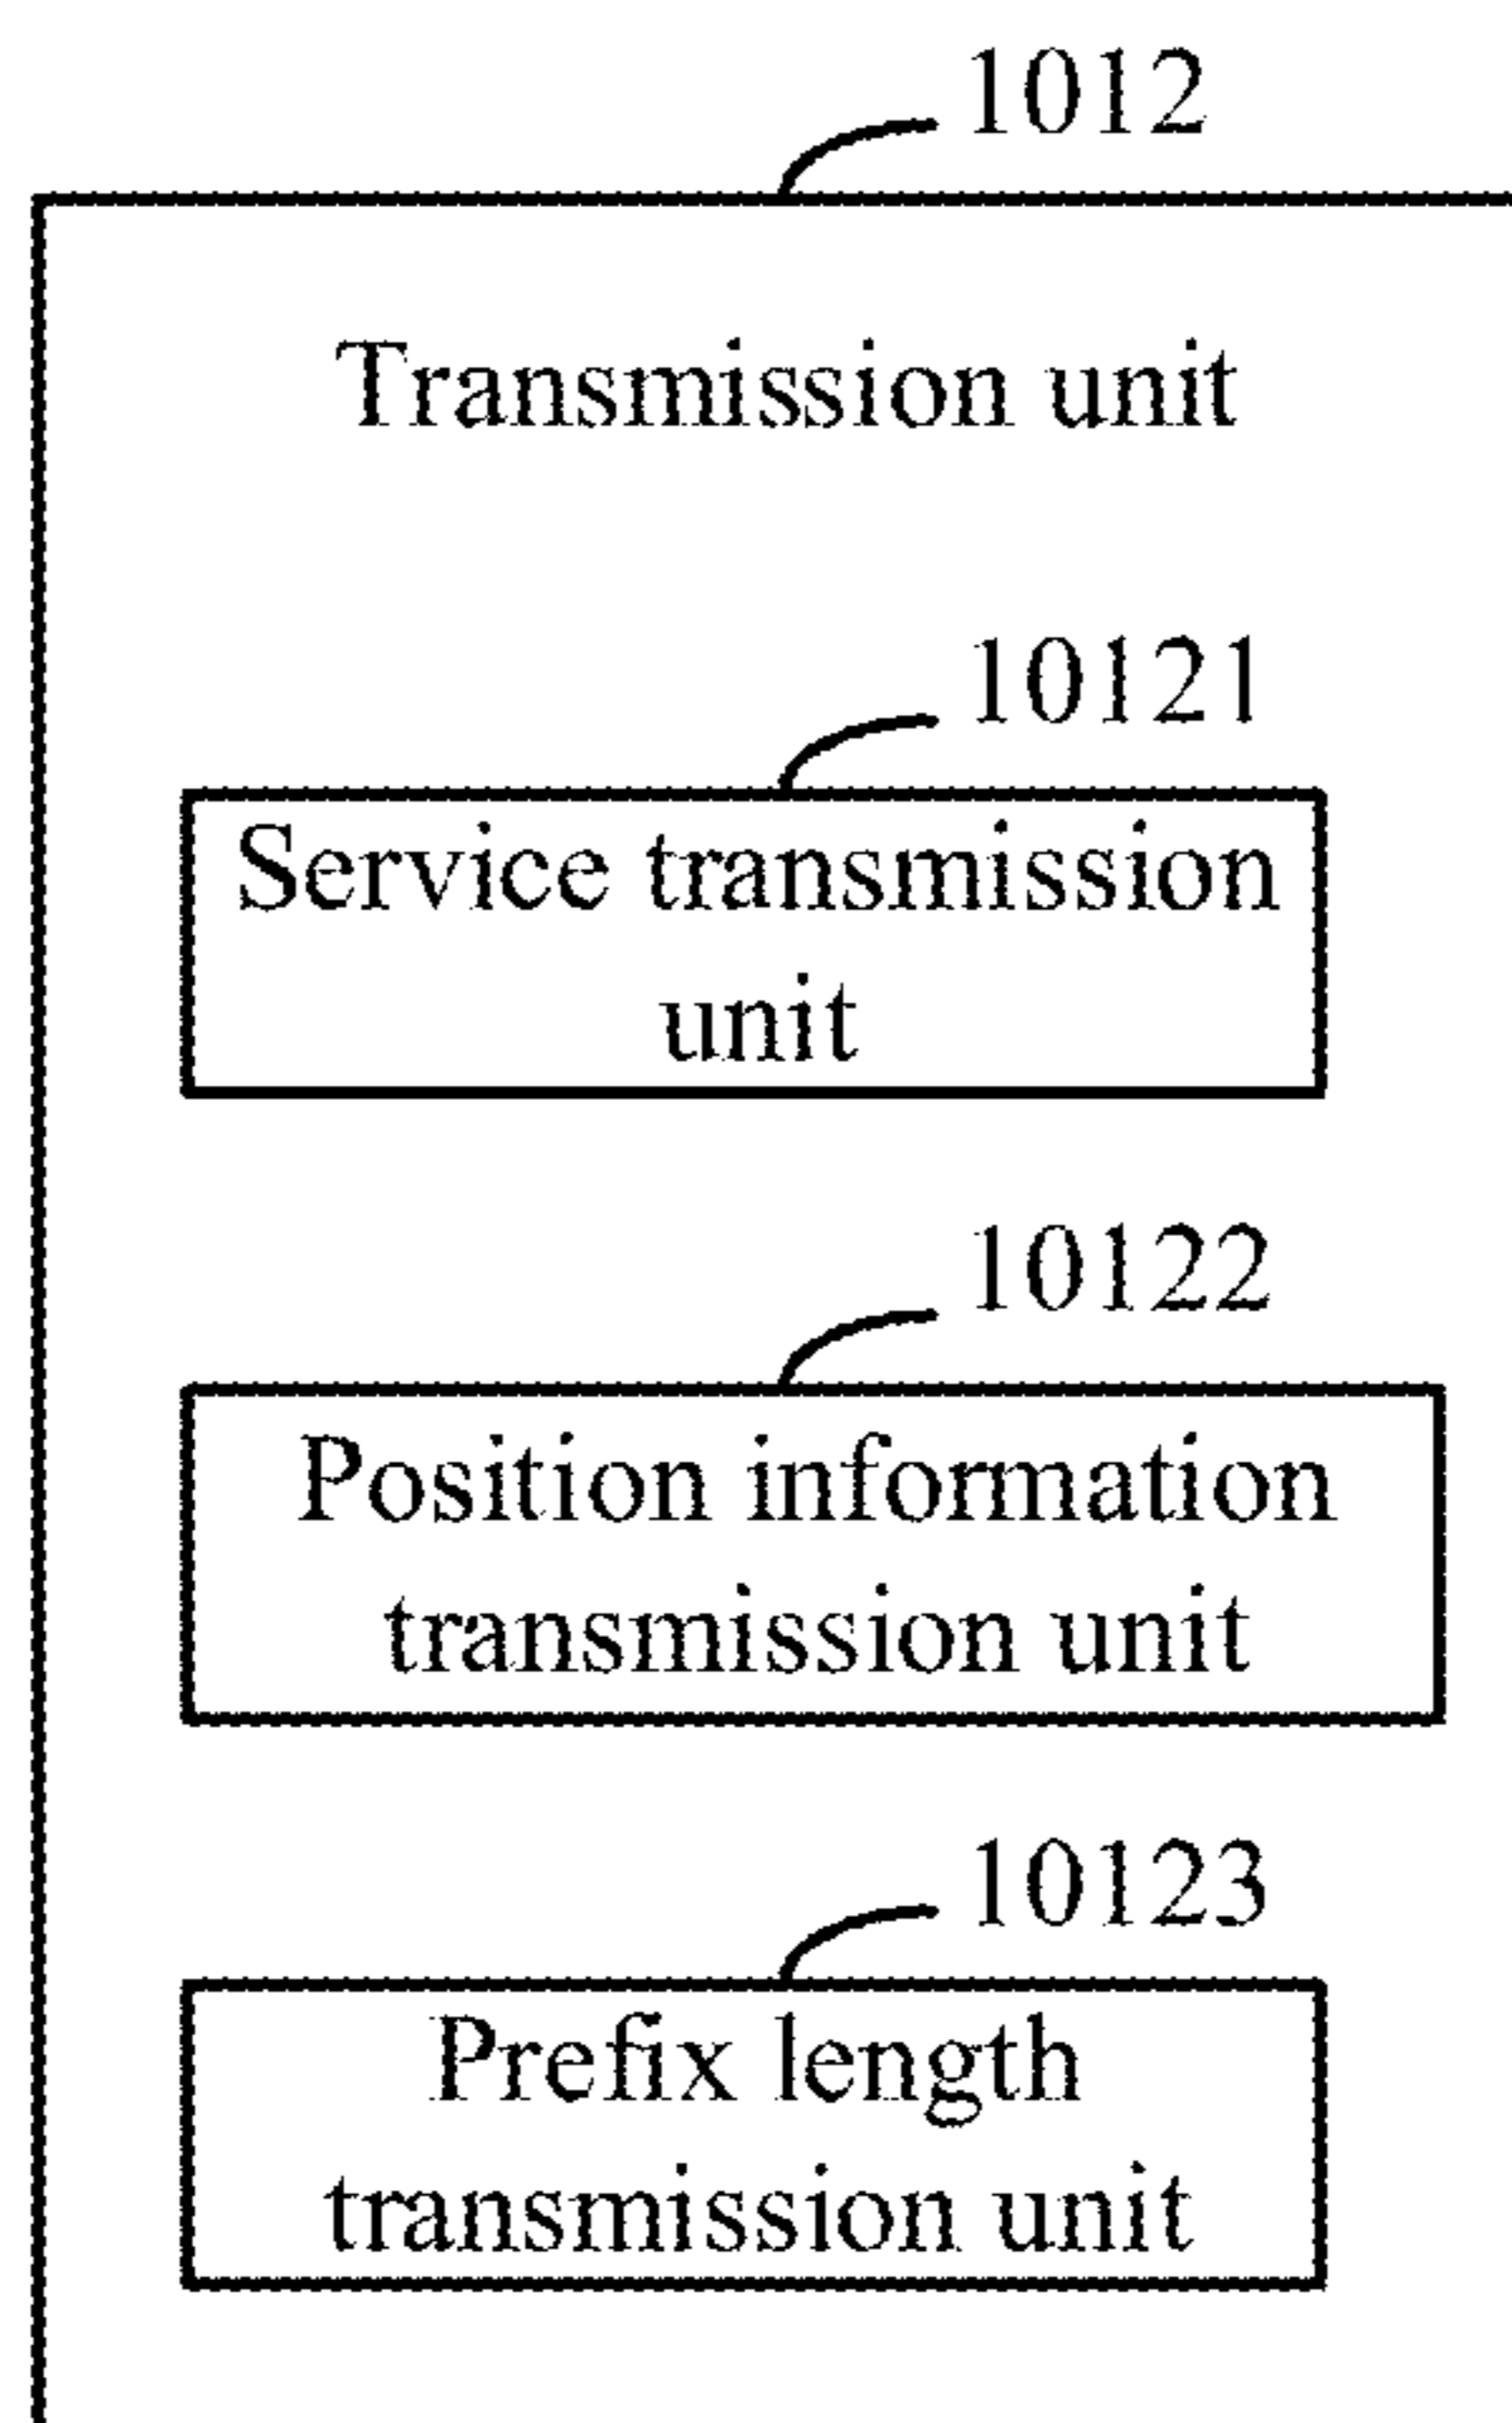 1012
Transmission unit
10121
Service transmission
unit
10122
Position information
transmission unit
10123
Prefix length
transmission unit